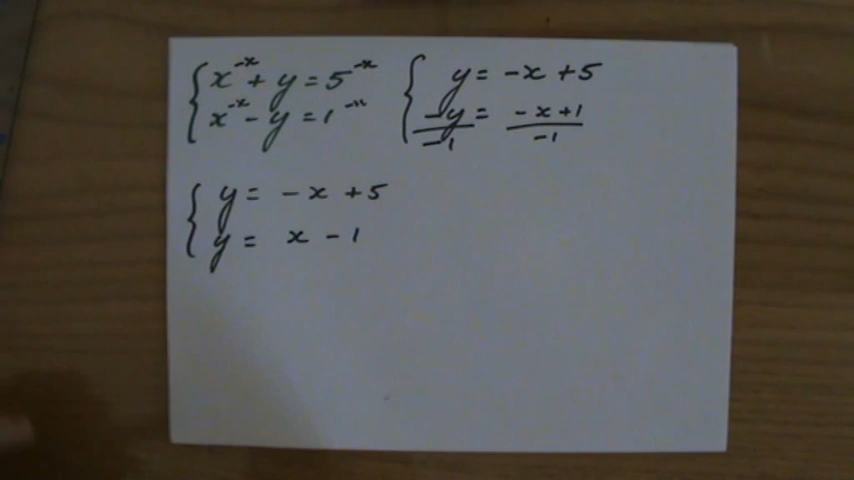 x⁻ˣ + y = 5⁻ˣ
x⁻ˣ - y = 1⁻ˣ
y = -x + 5
-y/-1 = -x+1/-1
y = -x + 5
y = x - 1